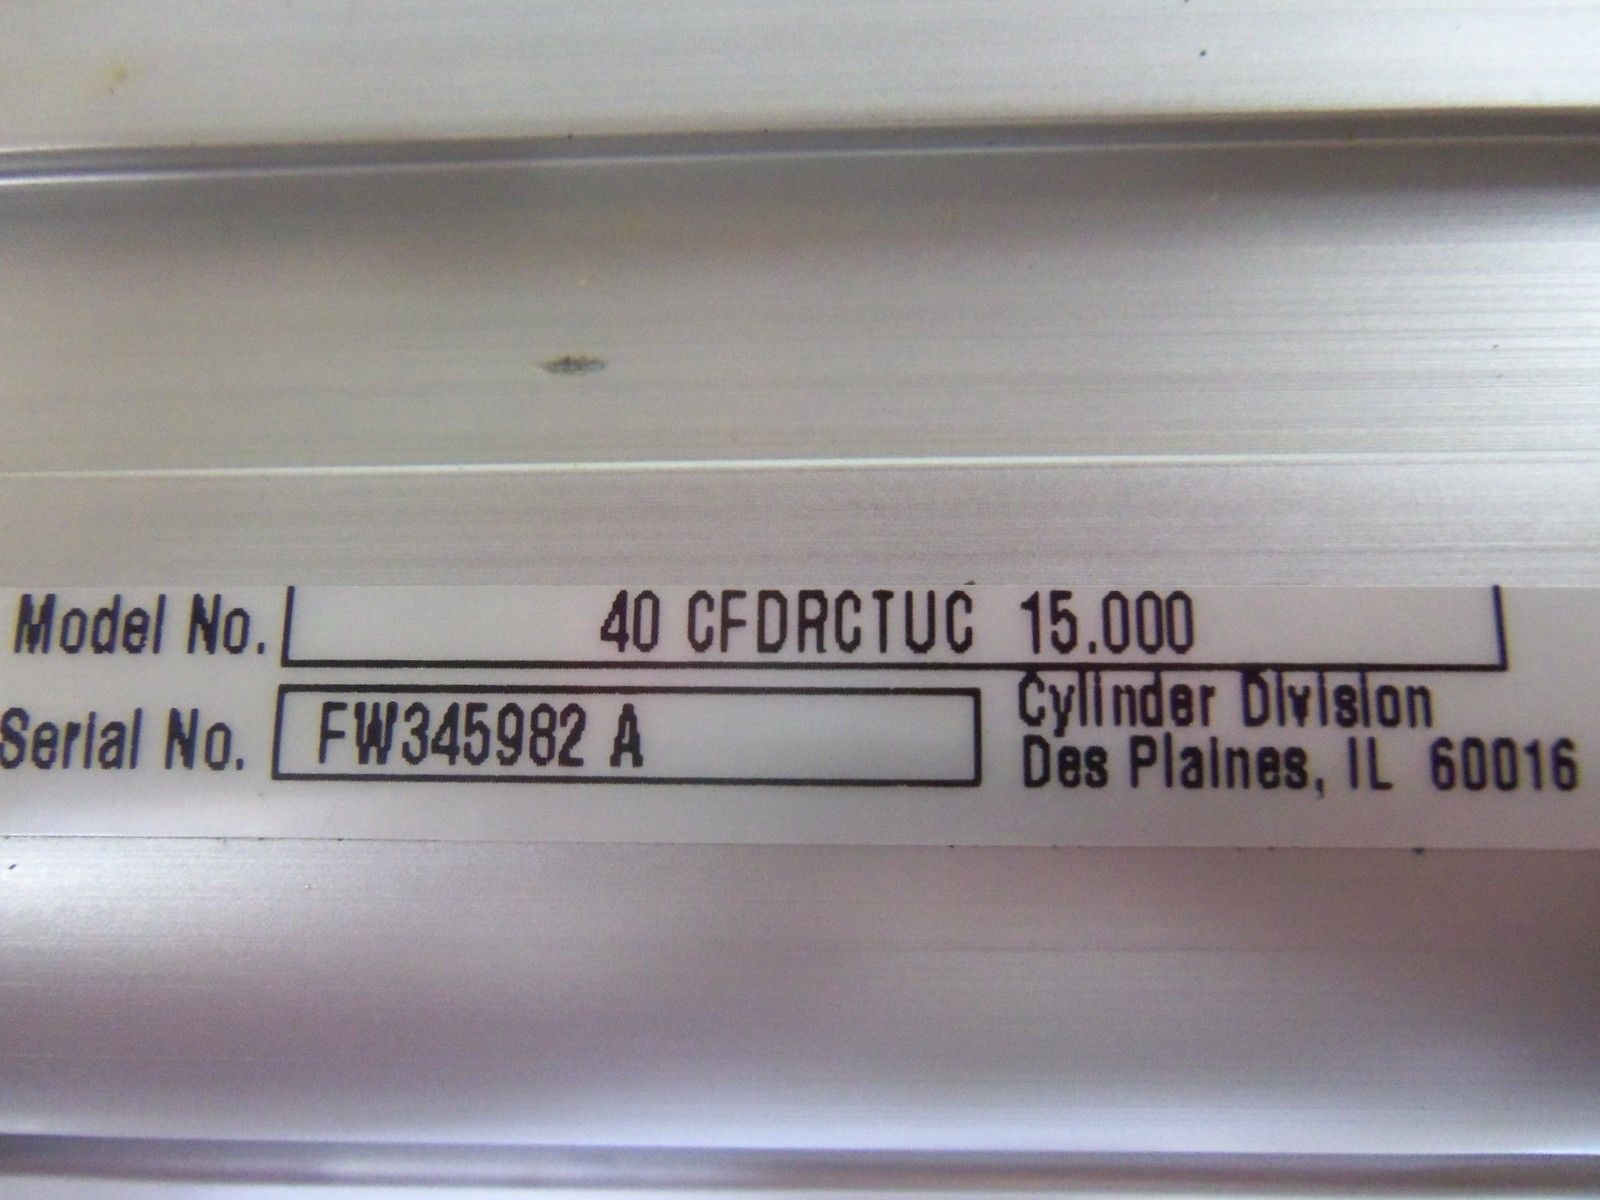 Model No. 40 CFDRCTUC 15.000
Serial No. FW345982 A
Cylinder Division
Des Plaines, IL 60016